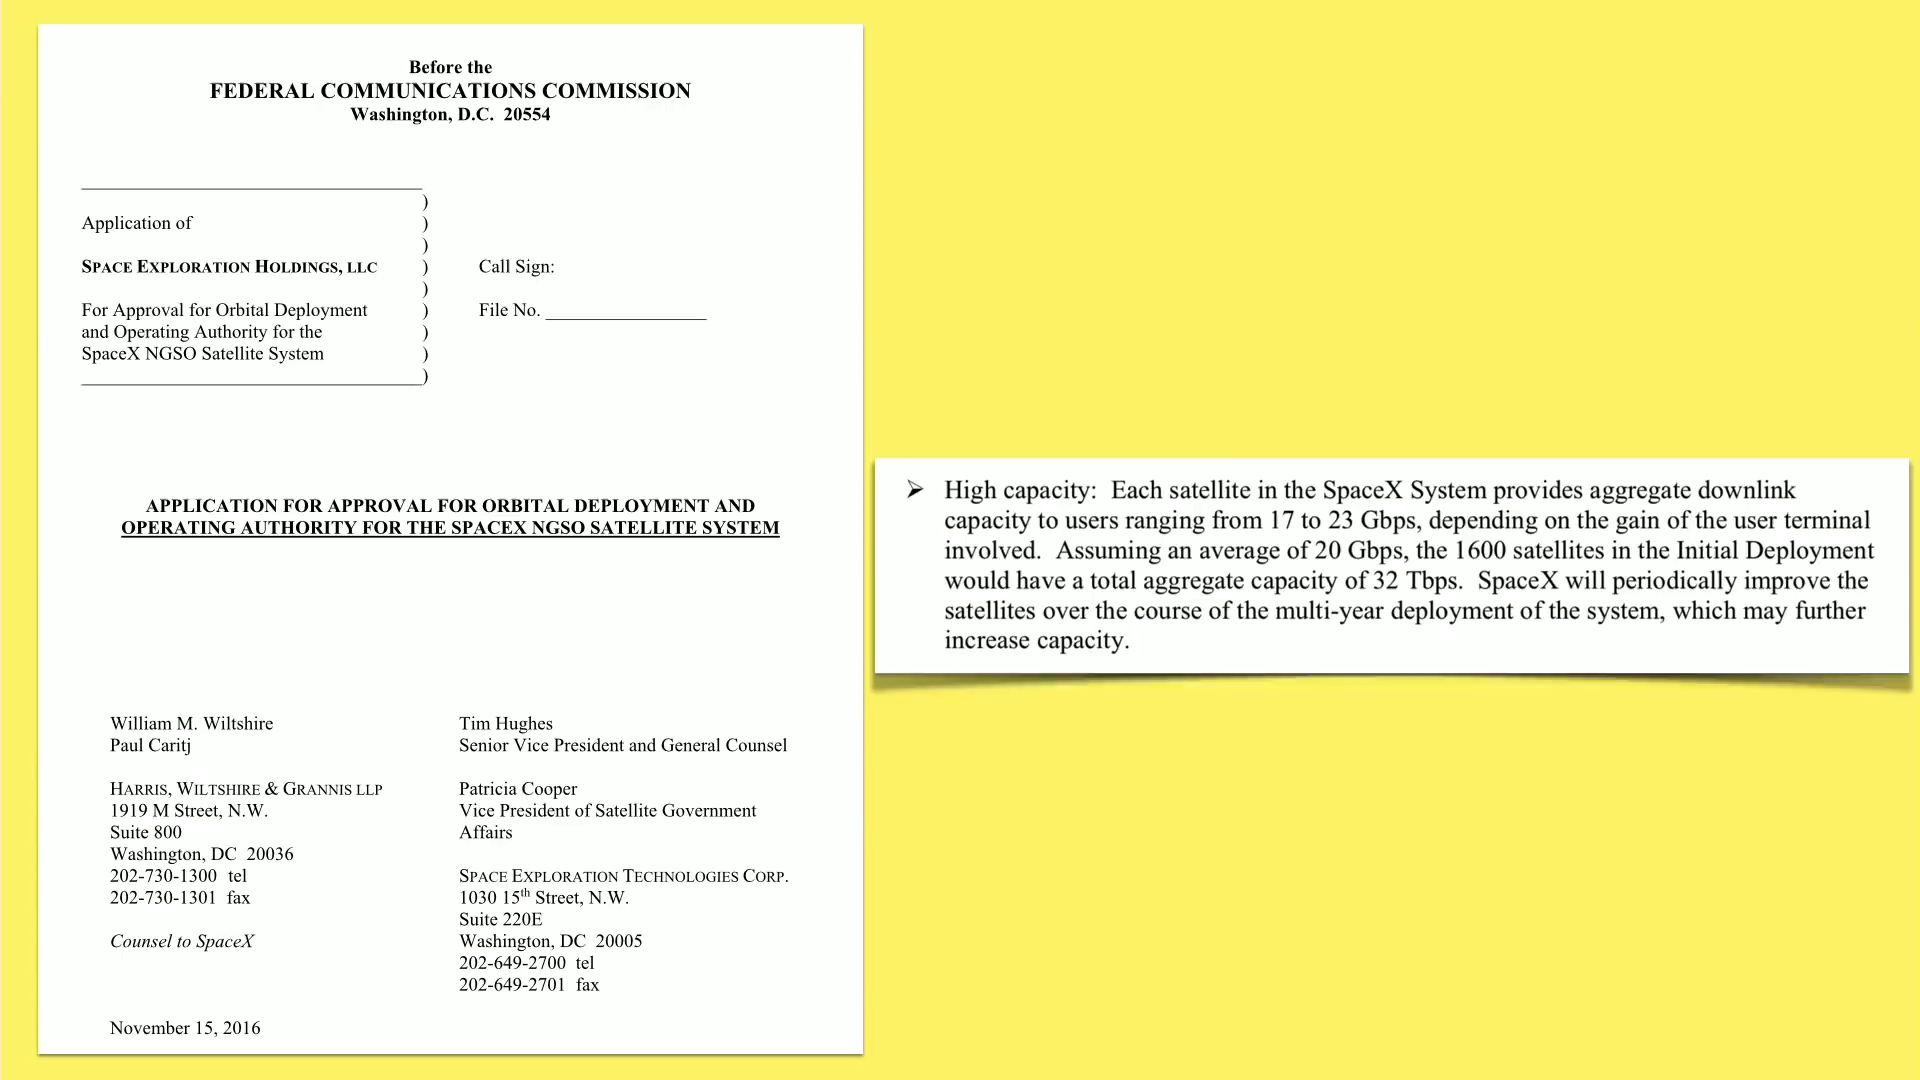 Before the
FEDERAL COMMUNICATIONS COMMISSION
Washington, D.C. 20554
)
Application of )
)
SPACE EXPLORATION HOLDINGS, LLC ) Call Sign:
)
For Approval for Orbital Deployment ) File No. _________________
and Operating Authority for the )
SpaceX NGSO Satellite System )
)
APPLICATION FOR APPROVAL FOR ORBITAL DEPLOYMENT AND
OPERATING AUTHORITY FOR THE SPACEX NGSO SATELLITE SYSTEM
William M. Wiltshire
Paul Caritj
HARRIS, WILTSHIRE & GRANNIS LLP
1919 M Street, N.W.
Suite 800
Washington, DC 20036
202-730-1300 tel
202-730-1301 fax
Counsel to SpaceX
Tim Hughes
Senior Vice President and General Counsel
Patricia Cooper
Vice President of Satellite Government
Affairs
SPACE EXPLORATION TECHNOLOGIES CORP.
1030 15th Street, N.W.
Suite 220E
Washington, DC 20005
202-649-2700 tel
202-649-2701 fax
November 15, 2016
➢ High capacity: Each satellite in the SpaceX System provides aggregate downlink
capacity to users ranging from 17 to 23 Gbps, depending on the gain of the user terminal
involved. Assuming an average of 20 Gbps, the 1600 satellites in the Initial Deployment
would have a total aggregate capacity of 32 Tbps. SpaceX will periodically improve the
satellites over the course of the multi-year deployment of the system, which may further
increase capacity.